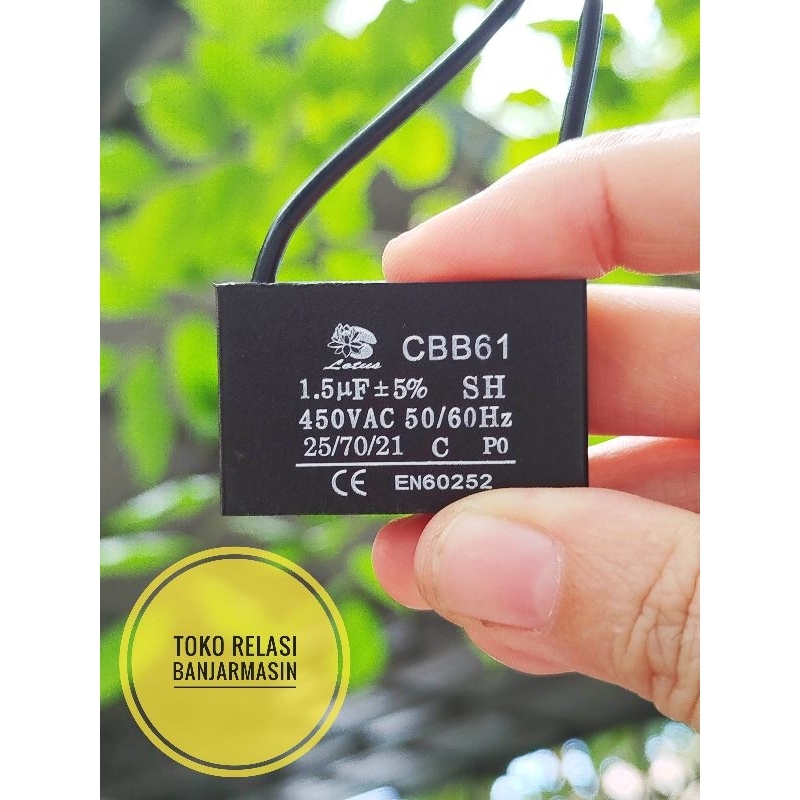 Lotus CBB61
1.5µF ± 5% SH
450VAC 50/60Hz
25/70/21 C P0
CE EN60252
TOKO RELASI
BANJARMASIN